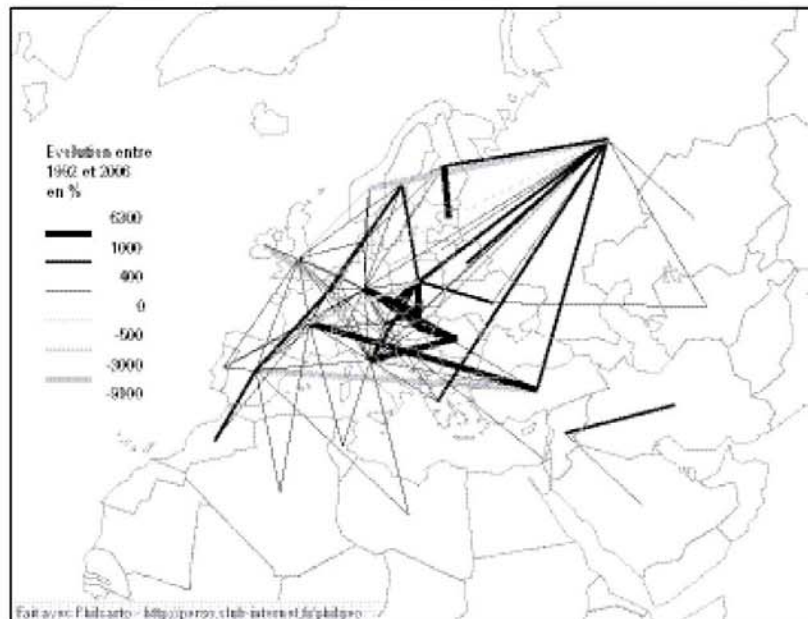 Evolution entre
1992 et 2006
en %
6300
1000
400
0
-500
-3000
-9900
Fait avec Philcarto - http://perso.club-internet.fr/philgeo